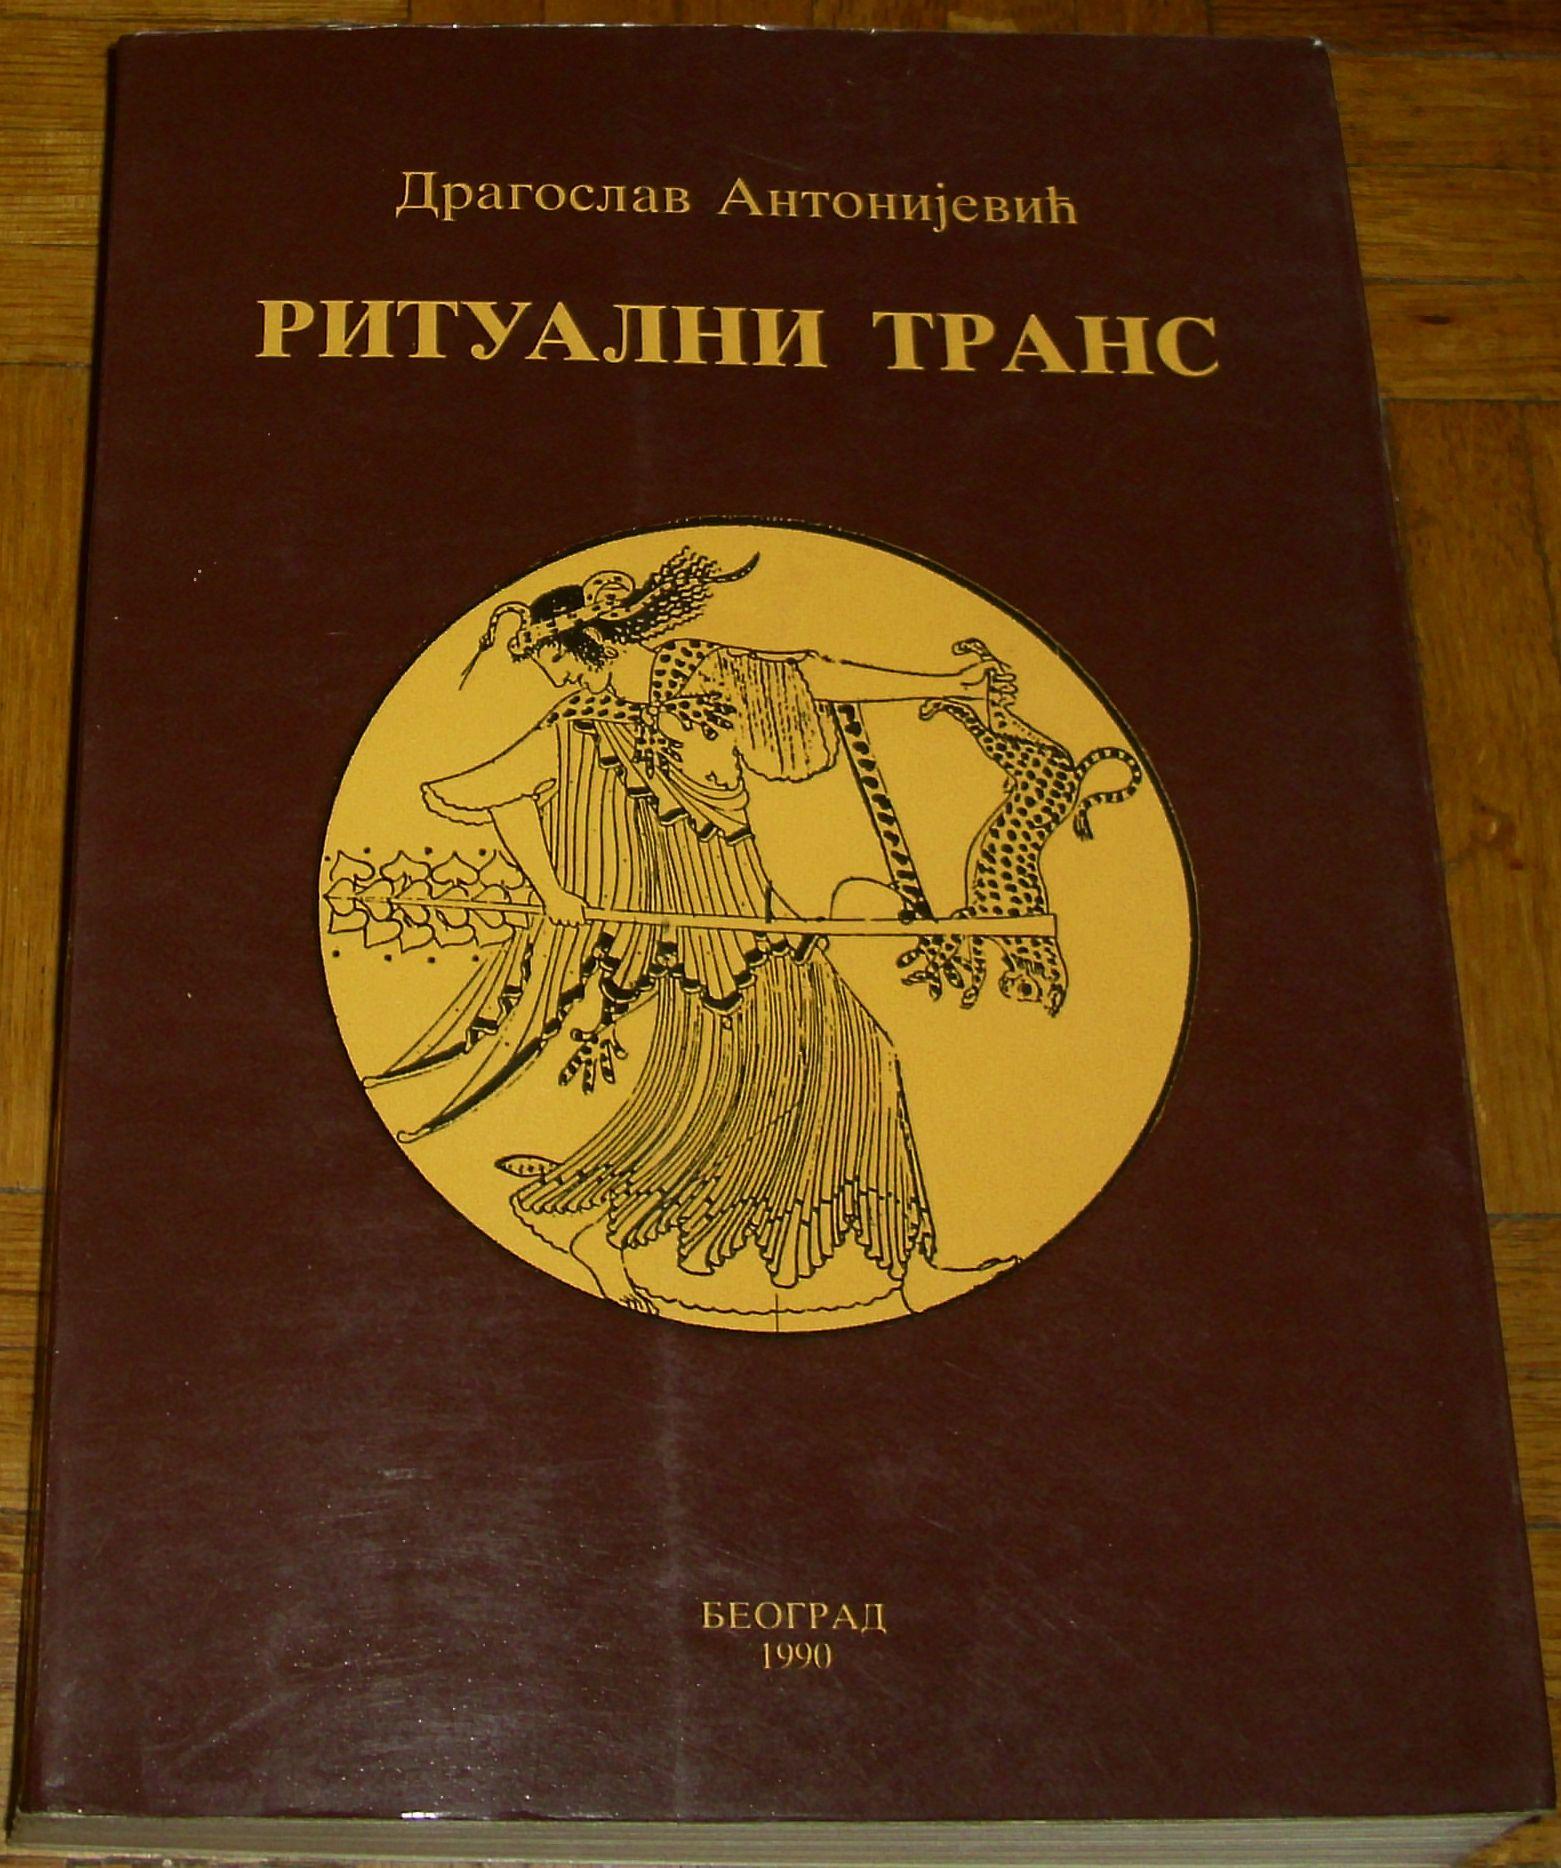 Драгослав Антонијевић
РИТУАЛНИ ТРАНС
БЕОГРАД
1990